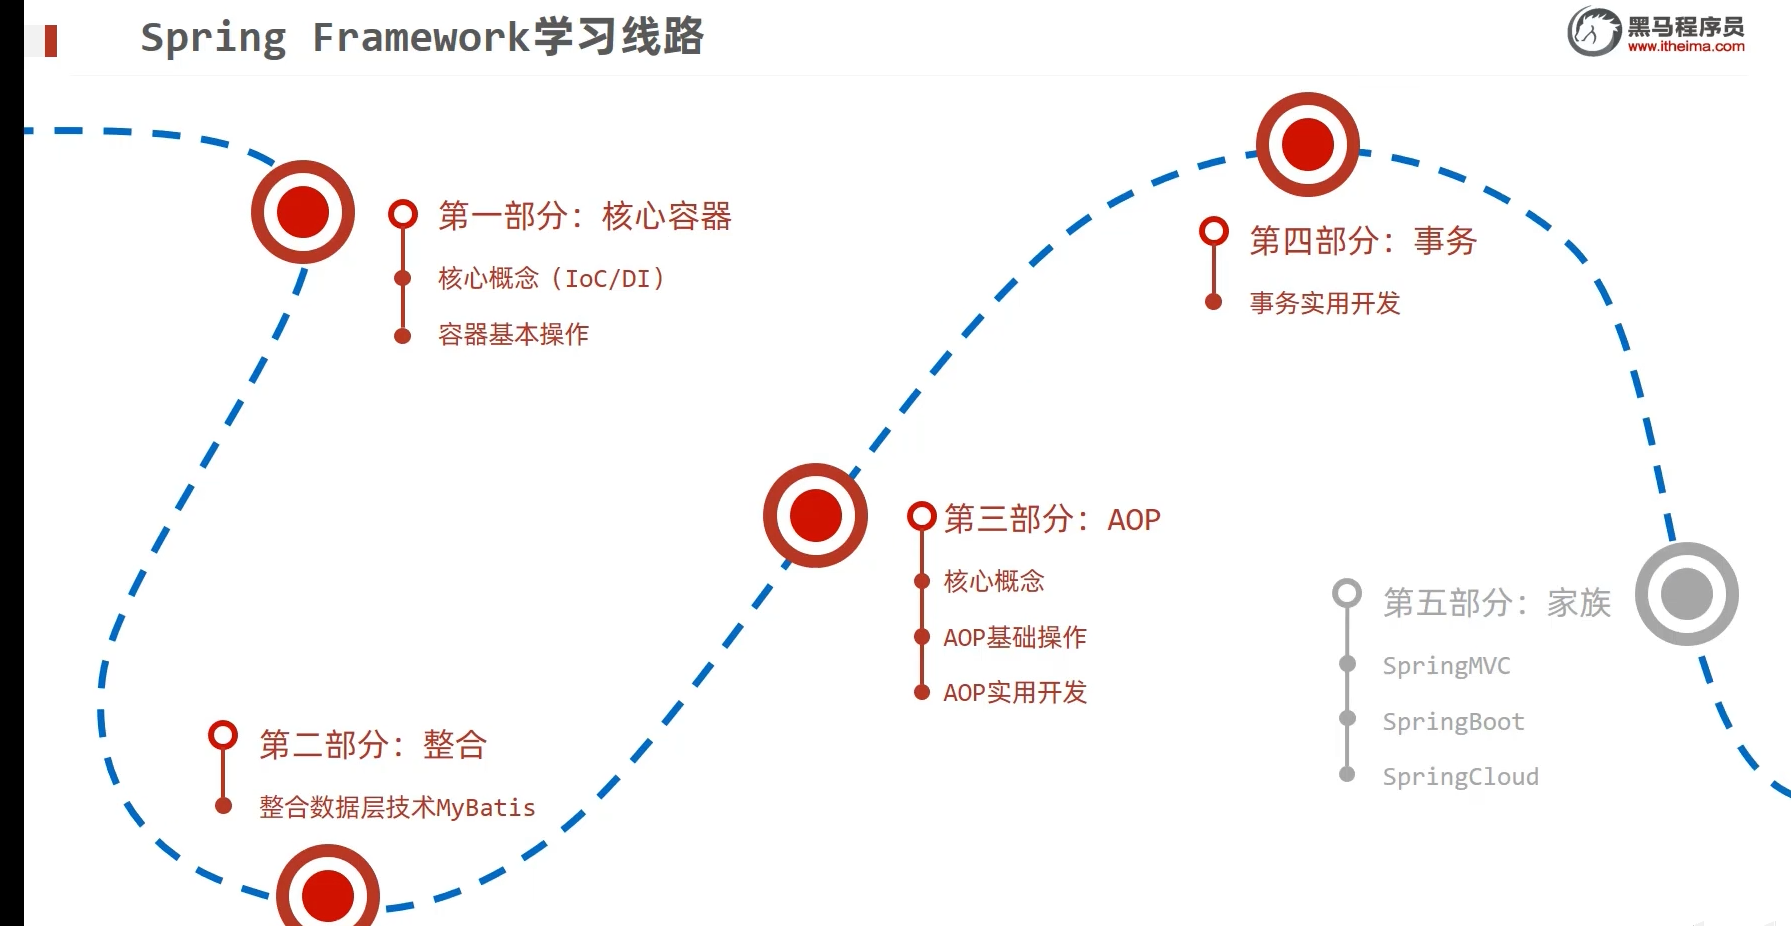 Spring Framework学习线路
黑马程序员
www.itheima.com
第一部分：核心容器
核心概念（IoC/DI）
容器基本操作
第二部分：整合
整合数据层技术MyBatis
第三部分：AOP
核心概念
AOP基础操作
AOP实用开发
第四部分：事务
事务实用开发
第五部分：家族
SpringMVC
SpringBoot
SpringCloud